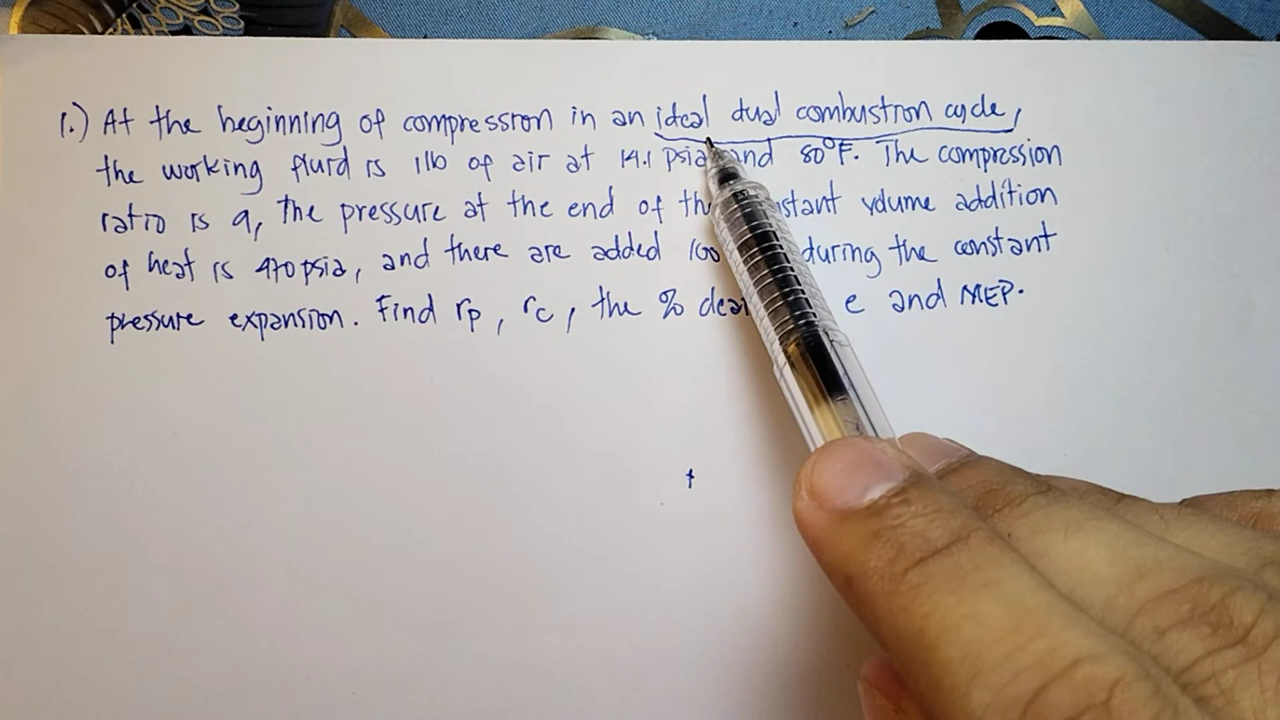 1.) At the beginning of compression in an ideal dual combustion cycle,
the working fluid is 1lb of air at 14.1 psia and 80°F. The compression
ratio is 9, the pressure at the end of the constant volume addition
of heat is 470psia, and there are added 100 during the constant
pressure expansion. Find rp, rc, the % e and MEP.